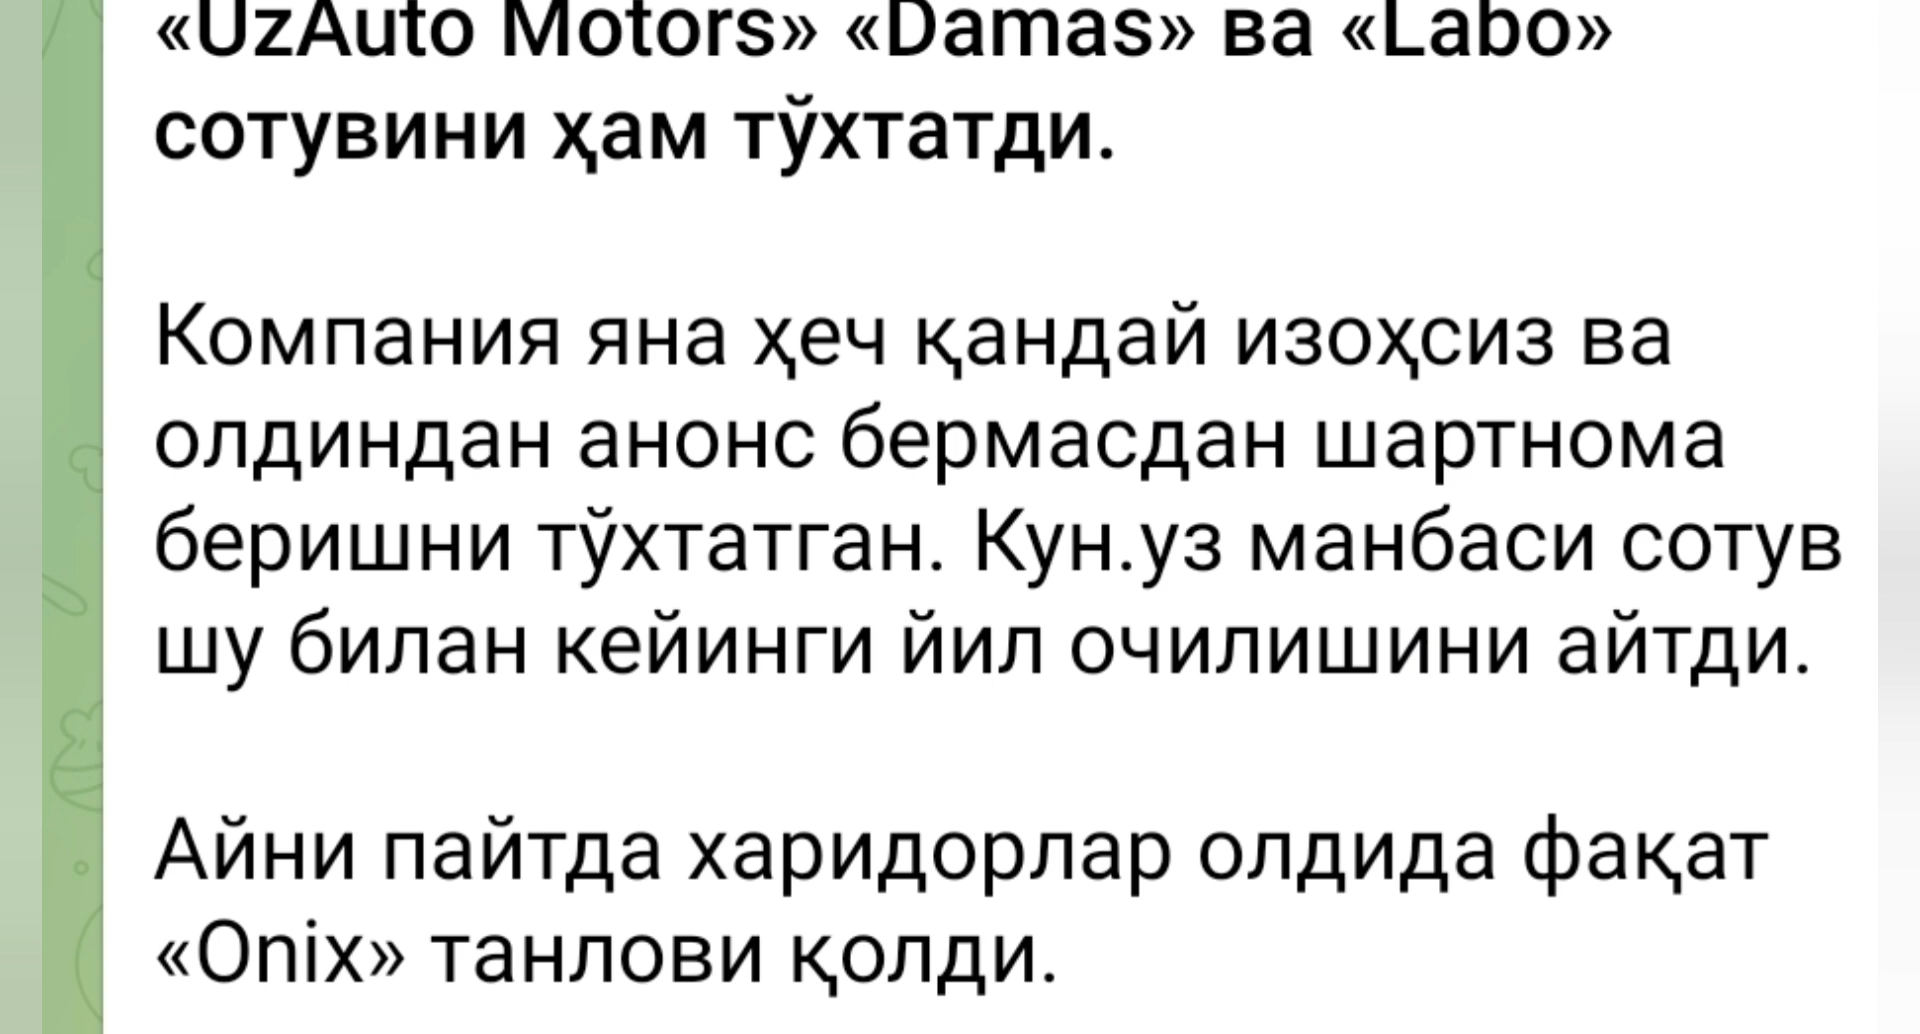 «UzAuto Motors» «Damas» ва «Labo»
сотувини ҳам тўхтатди.
Компания яна ҳеч қандай изоҳсиз ва
олдиндан анонс бермасдан шартнома
беришни тўхтатган. Кун.уз манбаси сотув
шу билан кейинги йил очилишини айтди.
Айни пайтда харидорлар олдида фақат
«Onix» танлови қолди.